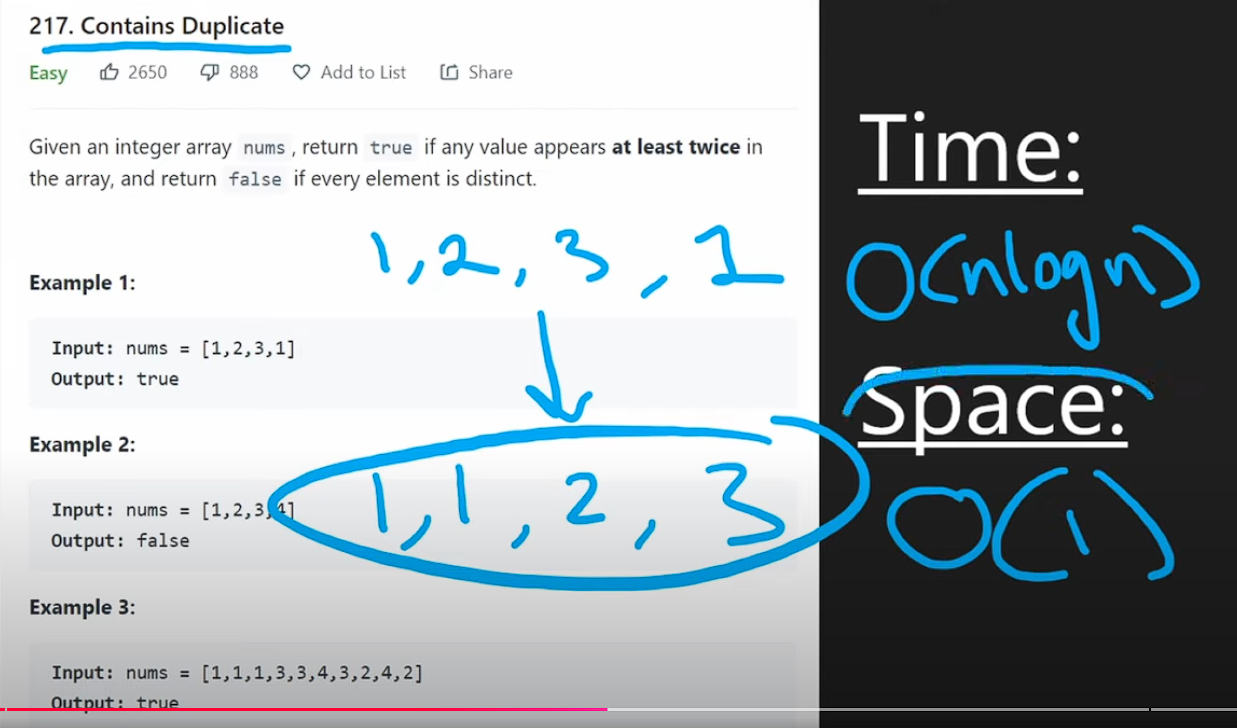 217. Contains Duplicate
Easy 2650 888 Add to List Share
Given an integer array nums, return true if any value appears at least twice in
the array, and return false if every element is distinct.
1, 2, 3, 1
Example 1:
Input: nums = [1,2,3,1]
Output: true
Example 2:
1, 1, 2, 3
Input: nums = [1,2,3,4]
Output: false
Example 3:
Input: nums = [1,1,1,3,3,4,3,2,4,2]
Output: true
Time:
O(nlogn)
Space:
O(1)